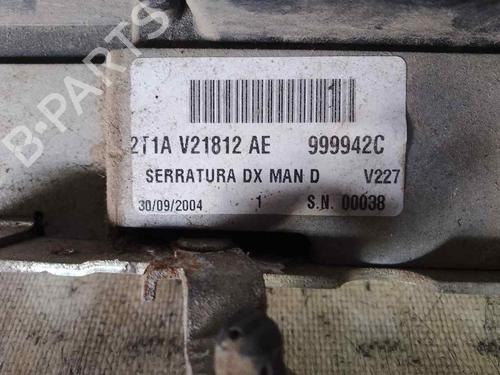 B-PARTS
1
2T1A V21812 AE 999942C
SERRATURA DX MAN D V227
30/09/2004 1 S.N. 00038